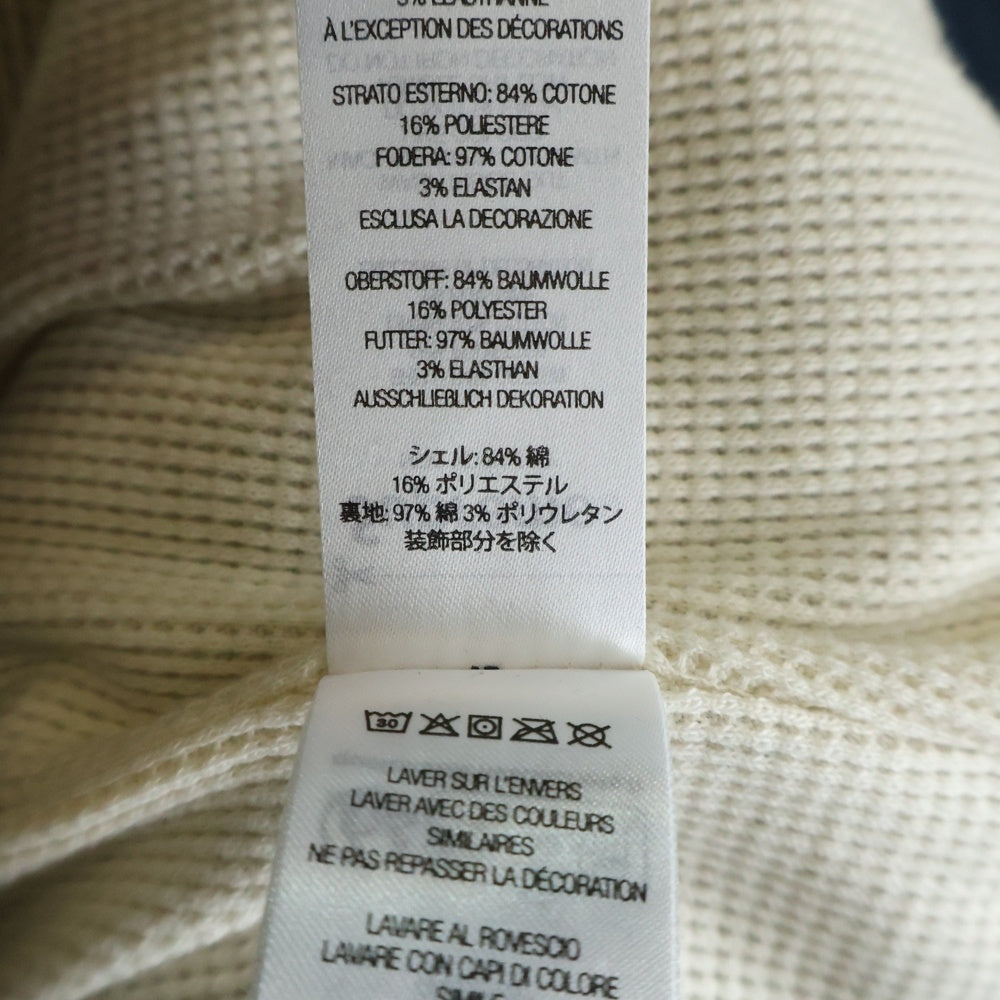 3% ÉLASTHANNE
À L'EXCEPTION DES DÉCORATIONS
STRATO ESTERNO: 84% COTONE
16% POLIESTERE
FODERA: 97% COTONE
3% ELASTAN
ESCLUSA LA DECORAZIONE
OBERSTOFF: 84% BAUMWOLLE
16% POLYESTER
FUTTER: 97% BAUMWOLLE
3% ELASTHAN
AUSSCHLIEßLICH DEKORATION
シェル: 84% 綿
16% ポリエステル
裏地: 97% 綿 3% ポリウレタン
装飾部分を除く
30
LAVER SUR L'ENVERS
LAVER AVEC DES COULEURS
SIMILAIRES
NE PAS REPASSER LA DÉCORATION
LAVARE AL ROVESCIO
LAVARE CON CAPI DI COLORE